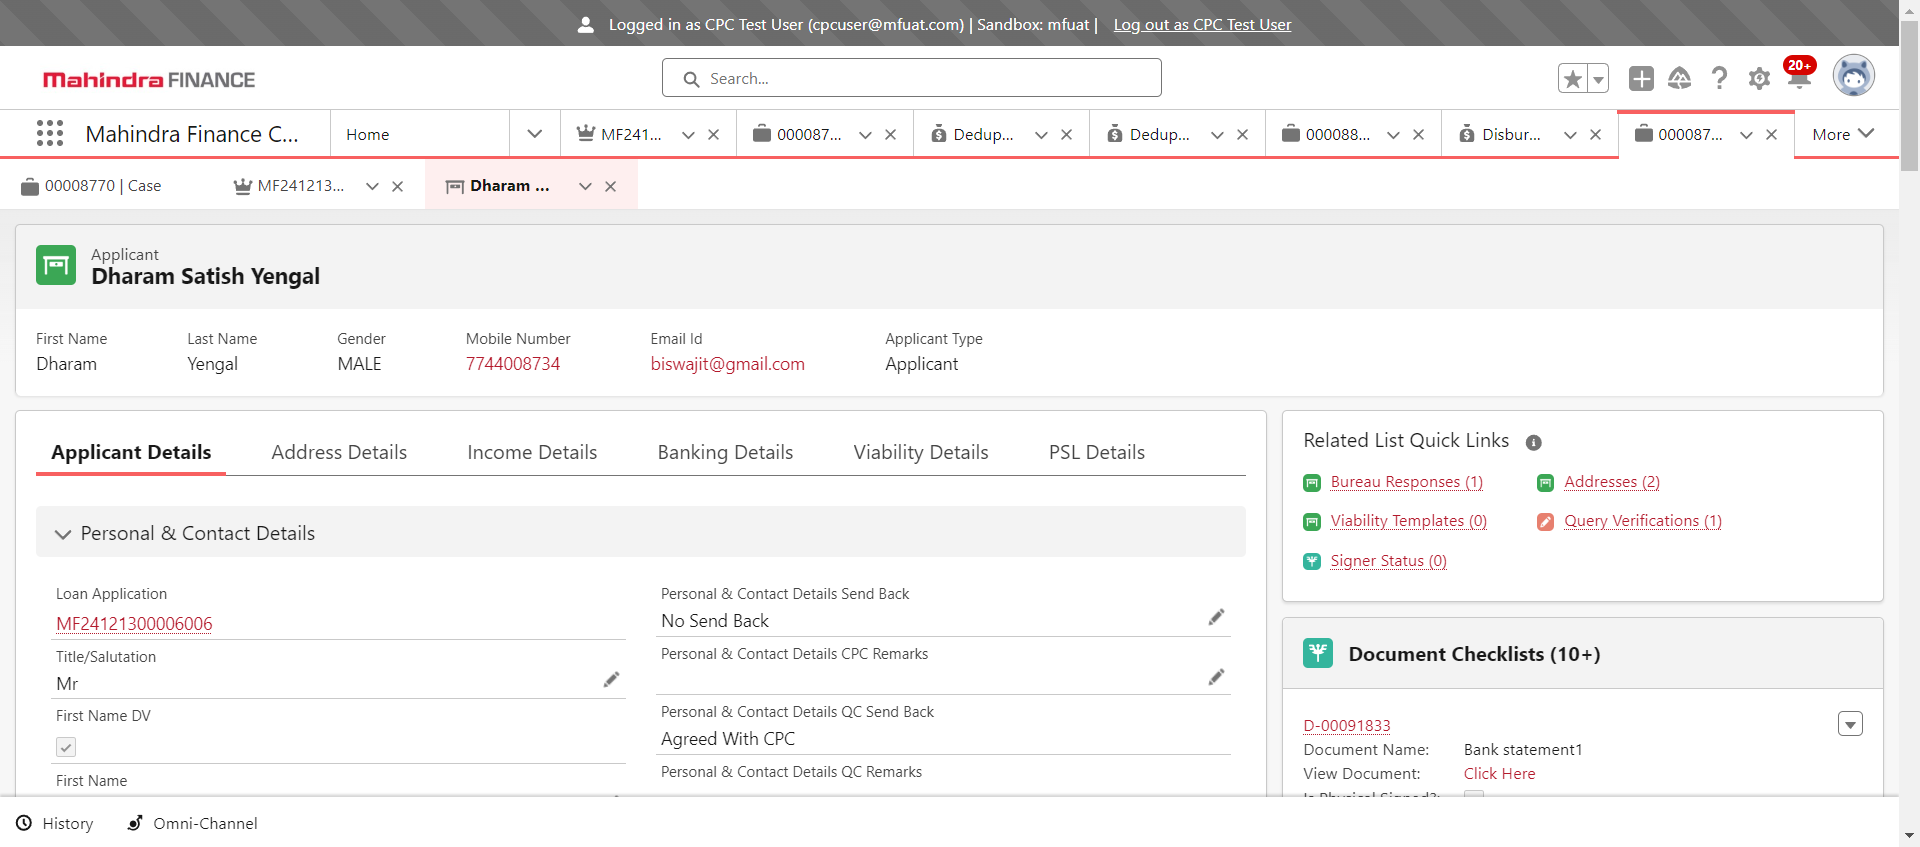 Logged in as CPC Test User (cpcuser@mfuat.com) | Sandbox: mfuat | Log out as CPC Test User
Mahindra FINANCE
Search...
20+
Mahindra Finance C...
Home
MF241...
000087...
Dedup...
Dedup...
000088...
Disbur...
000087...
More
00008770 | Case
MF241213...
Dharam ...
Applicant
Dharam Satish Yengal
First Name
Last Name
Gender
Mobile Number
Email Id
Applicant Type
Dharam
Yengal
MALE
7744008734
biswajit@gmail.com
Applicant
Applicant Details
Address Details
Income Details
Banking Details
Viability Details
PSL Details
Personal & Contact Details
Loan Application
MF24121300006006
Title/Salutation
Mr
First Name DV
First Name
Personal & Contact Details Send Back
No Send Back
Personal & Contact Details CPC Remarks
Personal & Contact Details QC Send Back
Agreed With CPC
Personal & Contact Details QC Remarks
Related List Quick Links
Bureau Responses (1)
Addresses (2)
Viability Templates (0)
Query Verifications (1)
Signer Status (0)
Document Checklists (10+)
D-00091833
Document Name: Bank statement1
View Document: Click Here
Is Physical Signed?:
History
Omni-Channel